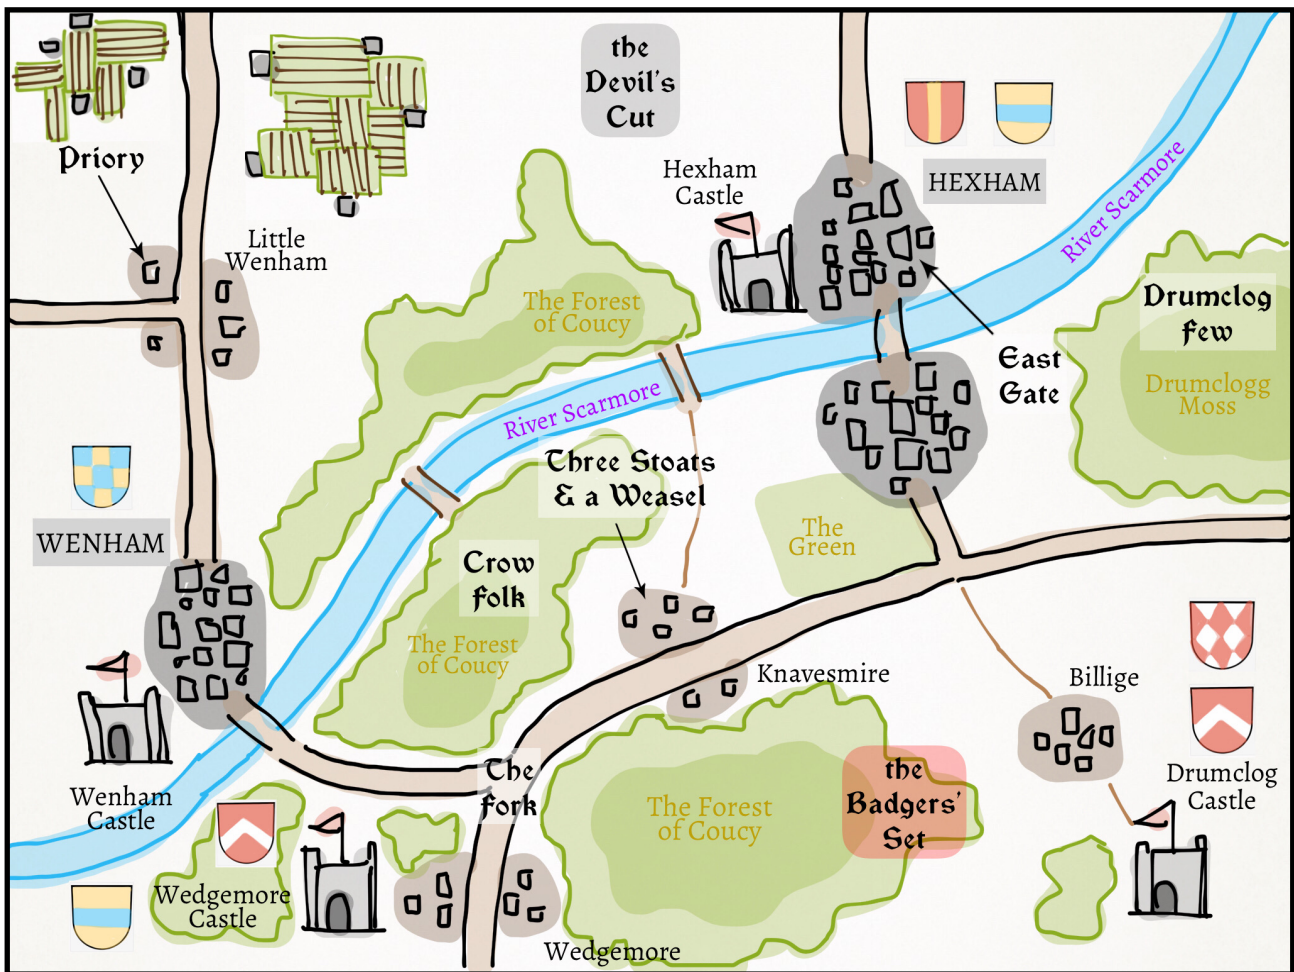 the
Devil's
Cut
Priory
Hexham
Castle
HEXHAM
River Scarmore
Little
Wenham
The Forest
of Coucy
Drumclog
Few
East
Gate
Drumclogg
Moss
River Scarmore
Three Stoats
& a Weasel
WENHAM
The
Green
Crow
Folk
The Forest
of Coucy
Knavesmire
Billige
The
Fork
the
Badgers'
Set
The Forest
of Coucy
Drumclog
Castle
Wenham
Castle
Wedgemore
Castle
Wedgemore